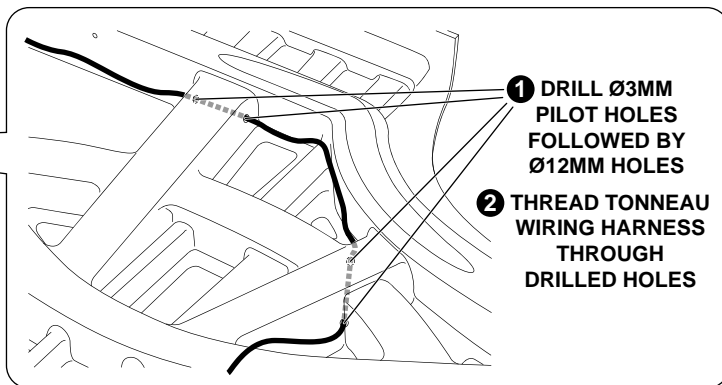 1 DRILL Ø3MM
PILOT HOLES
FOLLOWED BY
Ø12MM HOLES
2 THREAD TONNEAU
WIRING HARNESS
THROUGH
DRILLED HOLES